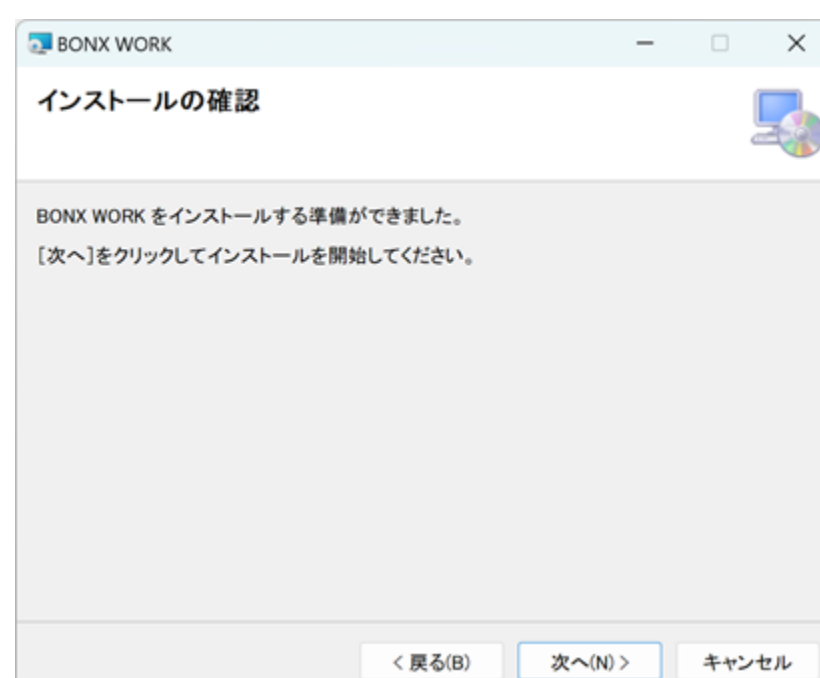 BONX WORK
インストールの確認
BONX WORK をインストールする準備ができました。
[次へ]をクリックしてインストールを開始してください。
< 戻る(B)
次へ(N) >
キャンセル